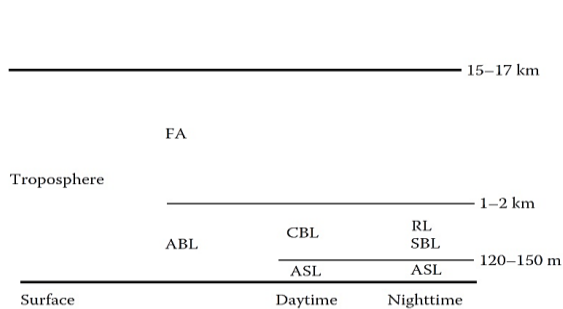 15–17 km
FA
Troposphere
1–2 km
ABL
CBL
RL
SBL
120–150 m
ASL
ASL
Surface
Daytime
Nighttime